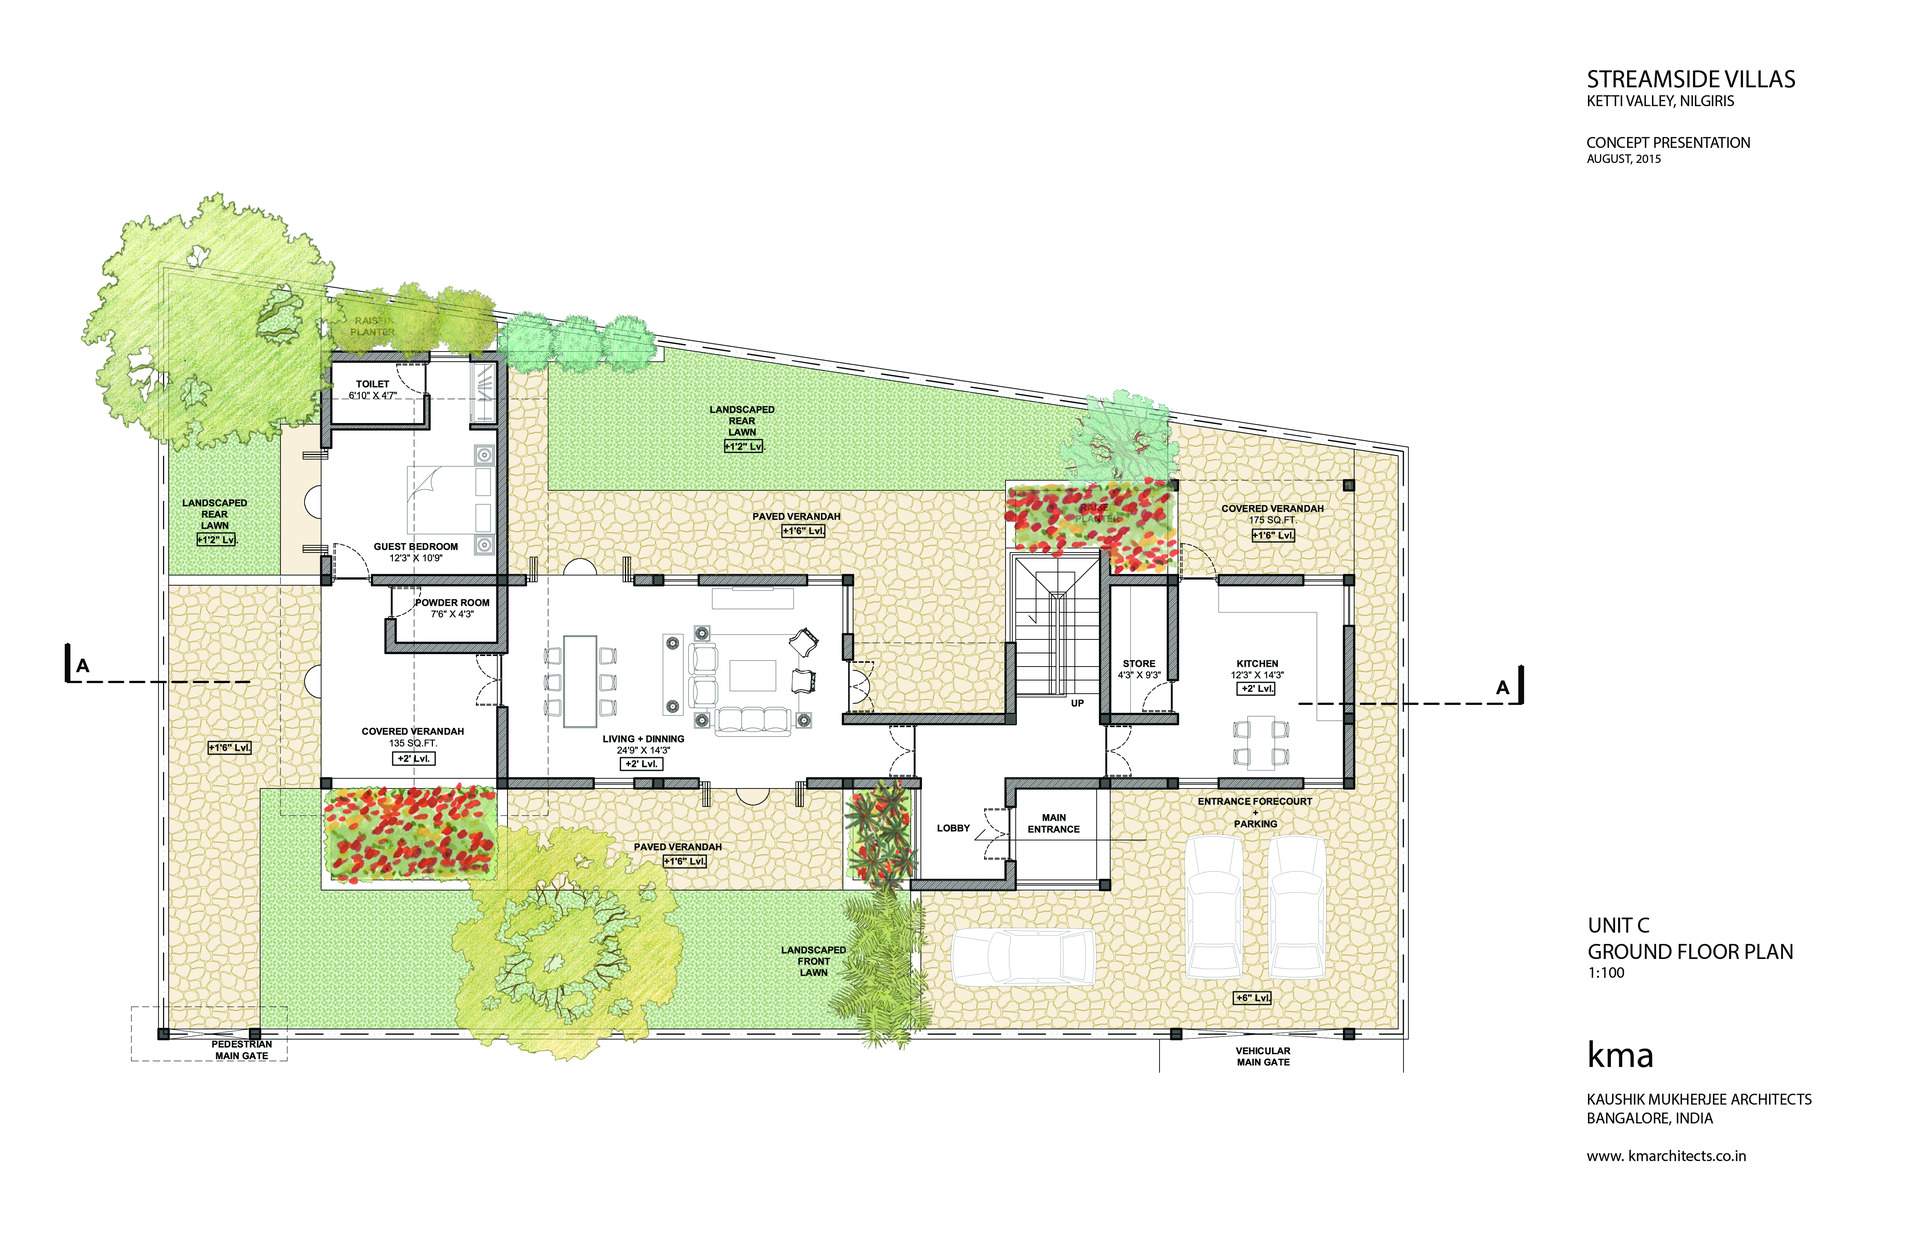 STREAMSIDE VILLAS
KETTI VALLEY, NILGIRIS
CONCEPT PRESENTATION
AUGUST, 2015
PLANTER
TOILET
6'10" X 4'7"
LANDSCAPED
REAR
LAWN
+1'2" Lvl.
LANDSCAPED
REAR
LAWN
+1'2" Lvl.
GUEST BEDROOM
12'3" X 10'9"
PAVED VERANDAH
+1'6" Lvl.
PLANTER
COVERED VERANDAH
175 SQ.FT.
+1'6" Lvl.
POWDER ROOM
7'6" X 4'3"
A
STORE
4'3" X 9'3"
KITCHEN
12'3" X 14'3"
+2' Lvl.
A
UP
+1'6" Lvl.
COVERED VERANDAH
135 SQ.FT.
+2' Lvl.
LIVING + DINNING
24'9" X 14'3"
+2' Lvl.
LOBBY
MAIN
ENTRANCE
ENTRANCE FORECOURT
+
PARKING
PAVED VERANDAH
+1'6" Lvl.
LANDSCAPED
FRONT
LAWN
+6" Lvl.
PEDESTRIAN
MAIN GATE
VEHICULAR
MAIN GATE
UNIT C
GROUND FLOOR PLAN
1:100
kma
KAUSHIK MUKHERJEE ARCHITECTS
BANGALORE, INDIA
www. kmarchitects.co.in